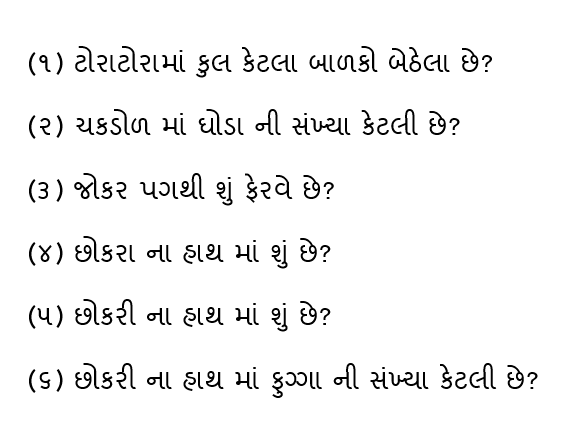 (૧) ટોરાટોરામાં કુલ કેટલા બાળકો બેઠેલા છે?
(૨) ચકડોળ માં ઘોડા ની સંખ્યા કેટલી છે?
(૩) જોકર પગથી શું ફેરવે છે?
(૪) છોકરા ના હાથ માં શું છે?
(૫) છોકરી ના હાથ માં શું છે?
(૬) છોકરી ના હાથ માં ફુગ્ગા ની સંખ્યા કેટલી છે?